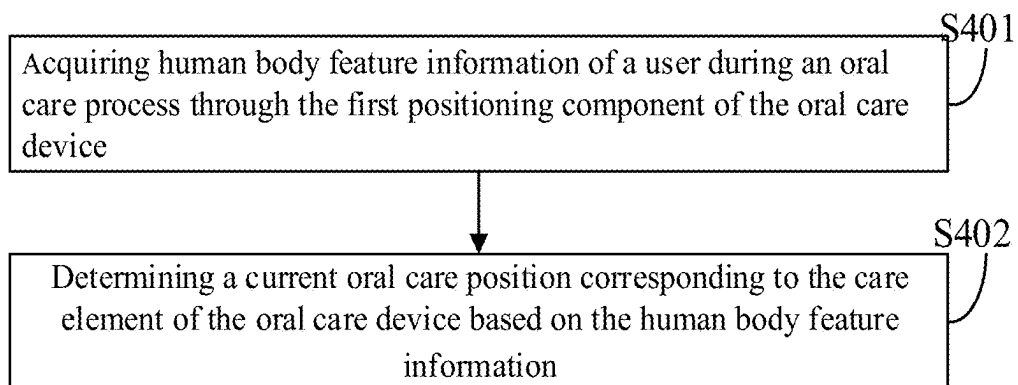 S401
Acquiring human body feature information of a user during an oral
care process through the first positioning component of the oral care
device
S402
Determining a current oral care position corresponding to the care
element of the oral care device based on the human body feature
information